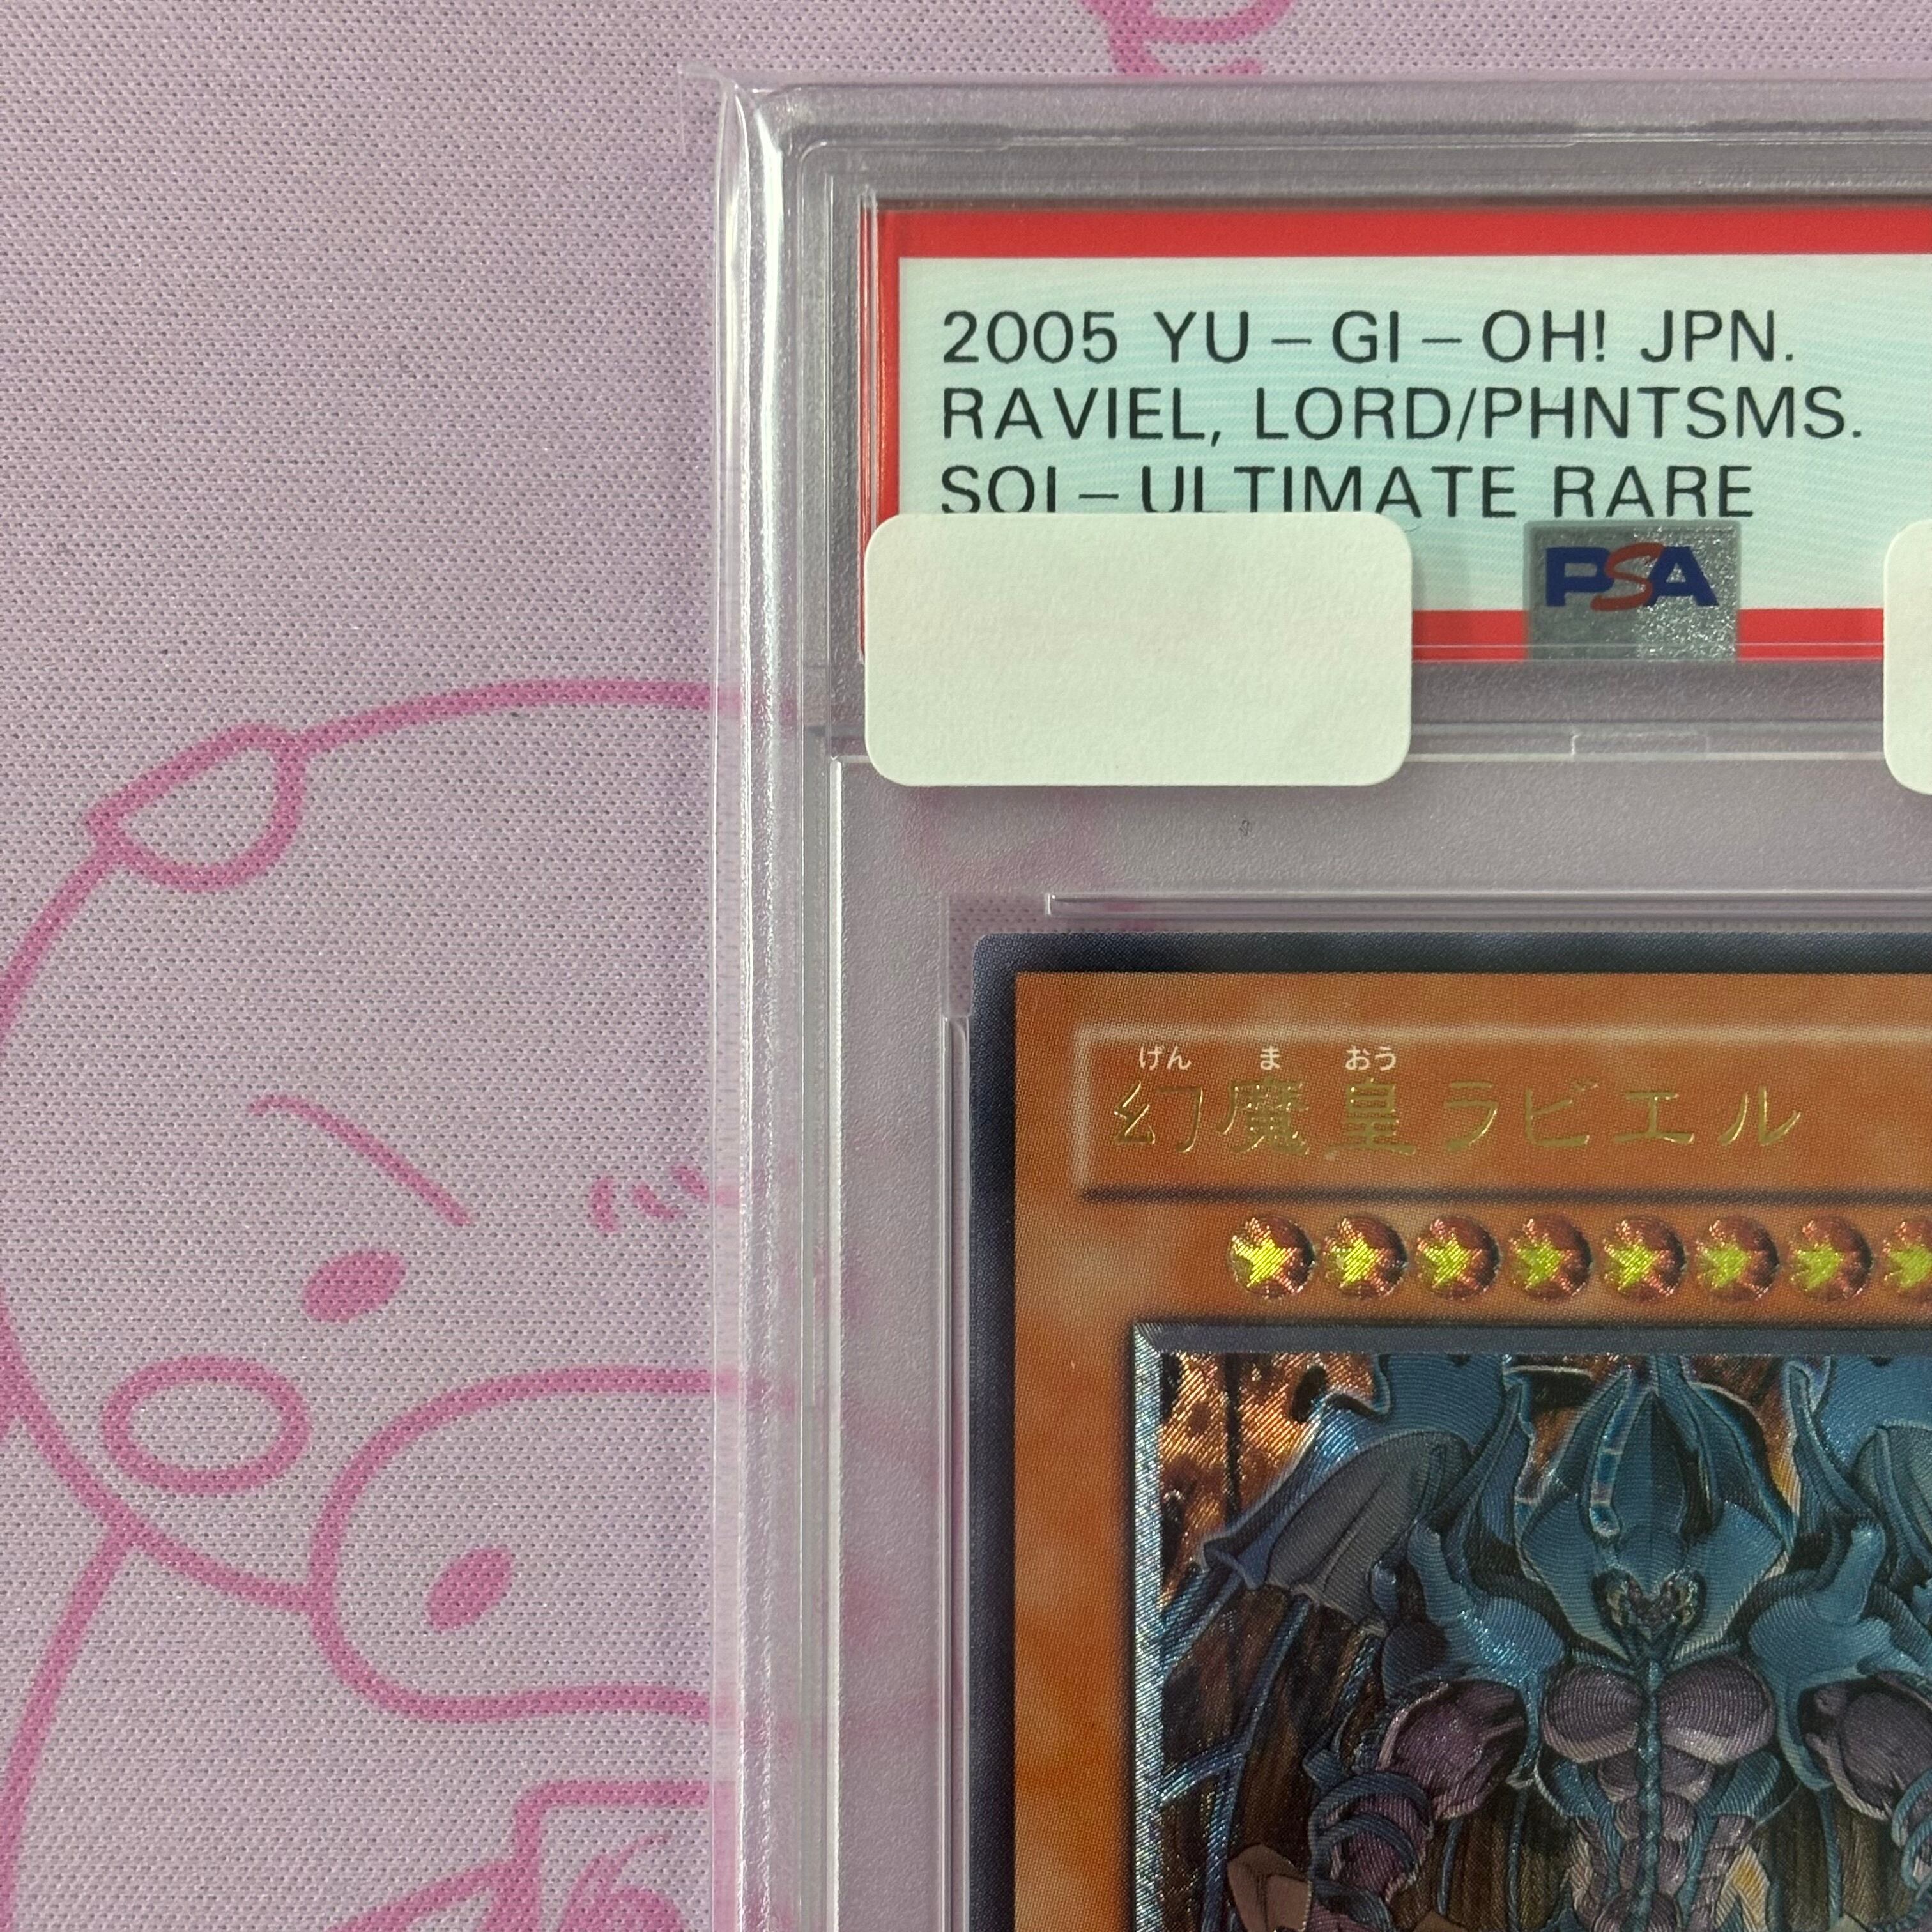 2005 YU-GI-OH! JPN.
RAVIEL, LORD/PHNTSMS.
SOI-ULTIMATE RARE
PSA
げん ま おう
幻魔皇ラビエル